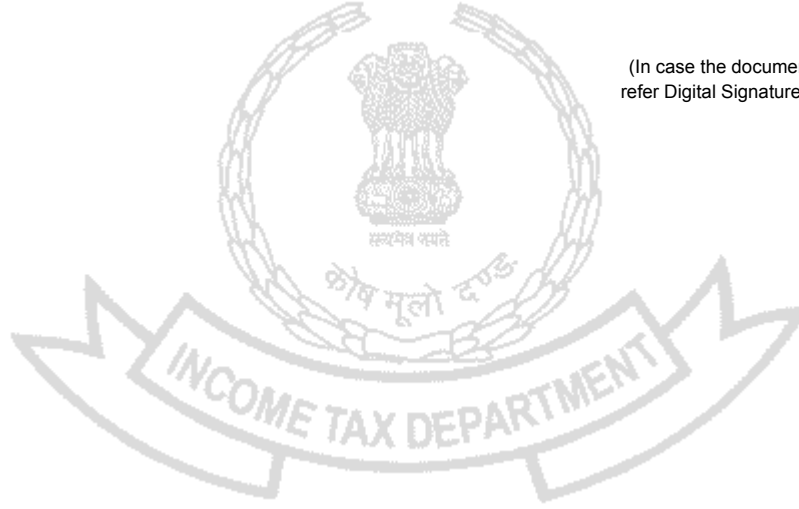 (In case the docume
refer Digital Signature
सत्यमेव जयते
कोष मूलो दण्डः
INCOME TAX DEPARTMENT